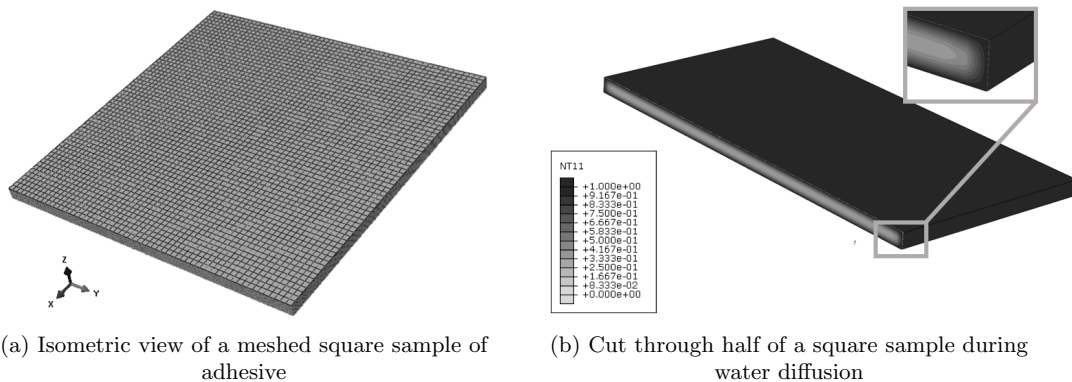 Z
X
Y
NT11
+1.000e+00
+9.167e-01
+8.333e-01
+7.500e-01
+6.667e-01
+5.833e-01
+5.000e-01
+4.167e-01
+3.333e-01
+2.500e-01
+1.667e-01
+8.333e-02
+0.000e+00
(a) Isometric view of a meshed square sample of
adhesive
(b) Cut through half of a square sample during
water diffusion